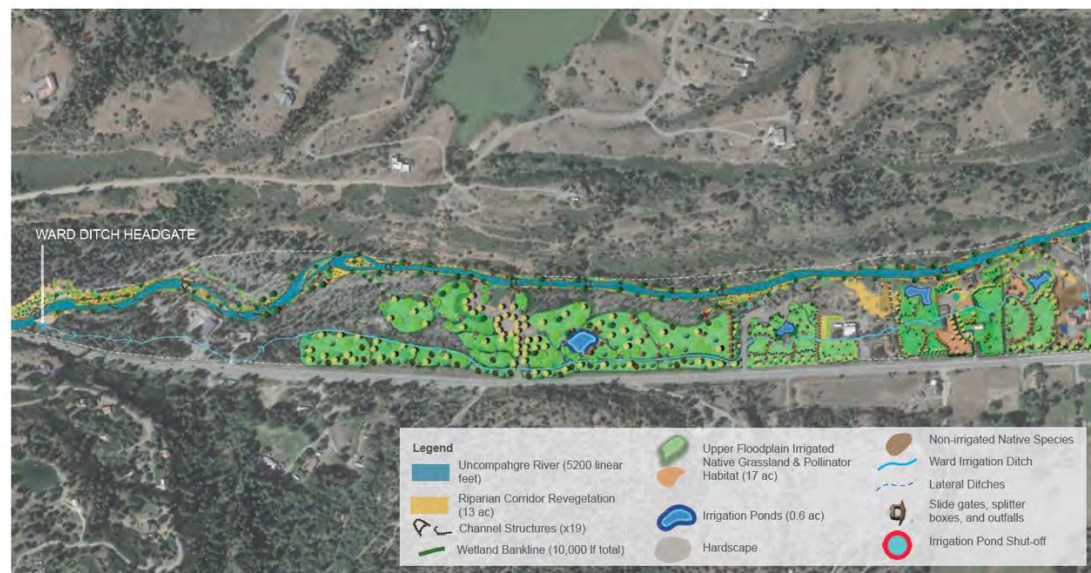 WARD DITCH HEADGATE
Legend
Uncompahgre River (5200 linear
feet)
Riparian Corridor Revegetation
(13 ac)
Channel Structures (x19)
Wetland Bankline (10,000 lf total)
Upper Floodplain Irrigated
Native Grassland & Pollinator
Habitat (17 ac)
Irrigation Ponds (0.6 ac)
Hardscape
Non-irrigated Native Species
Ward Irrigation Ditch
Lateral Ditches
Slide gates, splitter
boxes, and outfalls
Irrigation Pond Shut-off